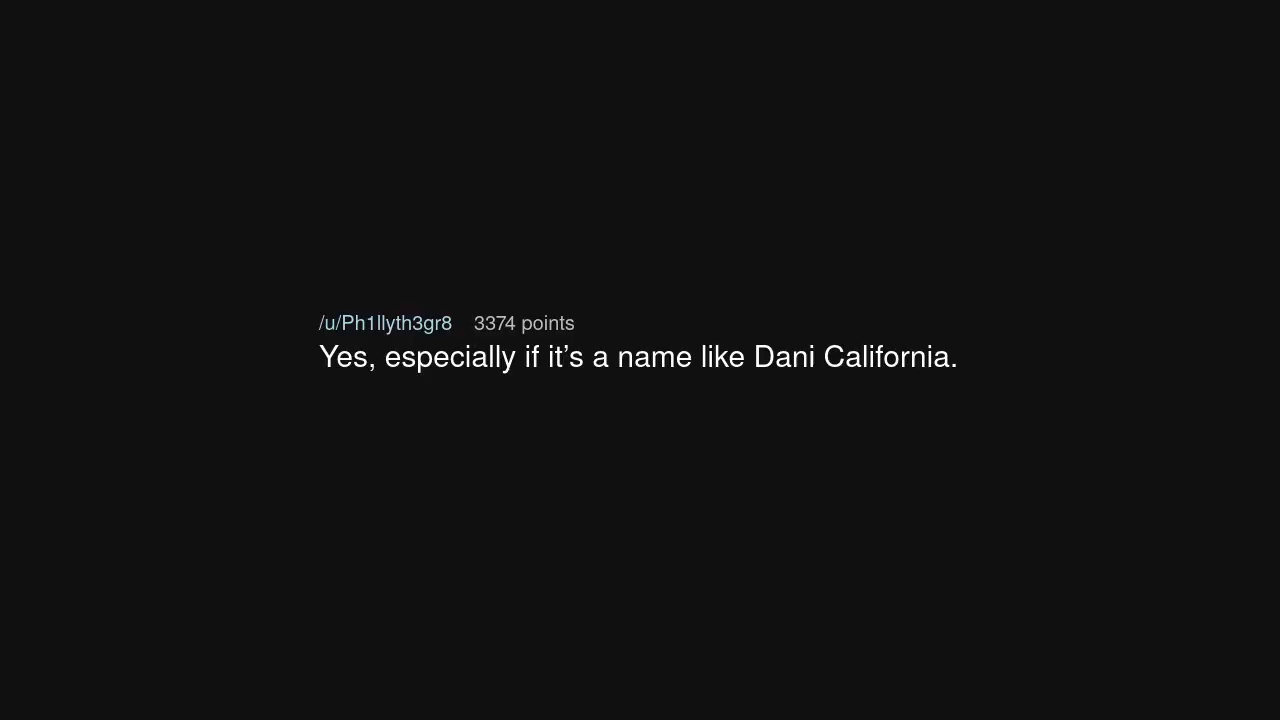 /u/Ph1llyth3gr8 3374 points
Yes, especially if it’s a name like Dani California.